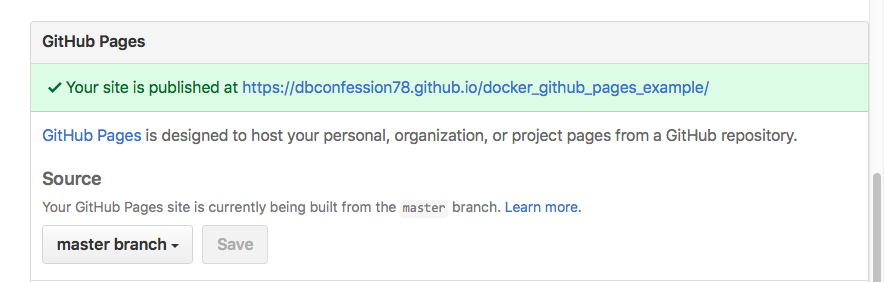 GitHub Pages
✓ Your site is published at https://dbconfession78.github.io/docker_github_pages_example/
GitHub Pages is designed to host your personal, organization, or project pages from a GitHub repository.
Source
Your GitHub Pages site is currently being built from the master branch. Learn more.
master branch Save